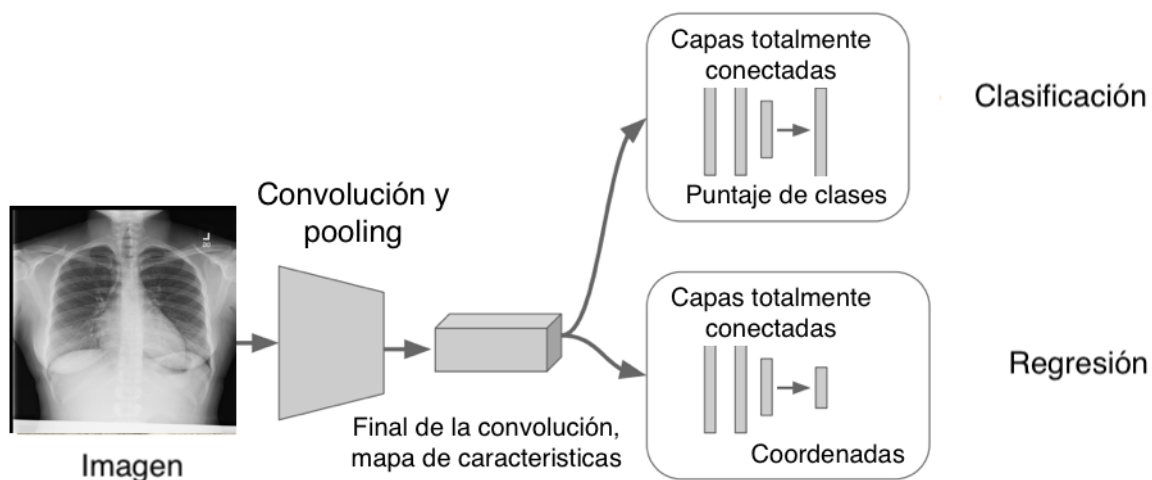 Capas totalmente
conectadas
Puntaje de clases
Clasificación
Convolución y
pooling
Imagen
Final de la convolución,
mapa de caracteristicas
Capas totalmente
conectadas
Coordenadas
Regresión